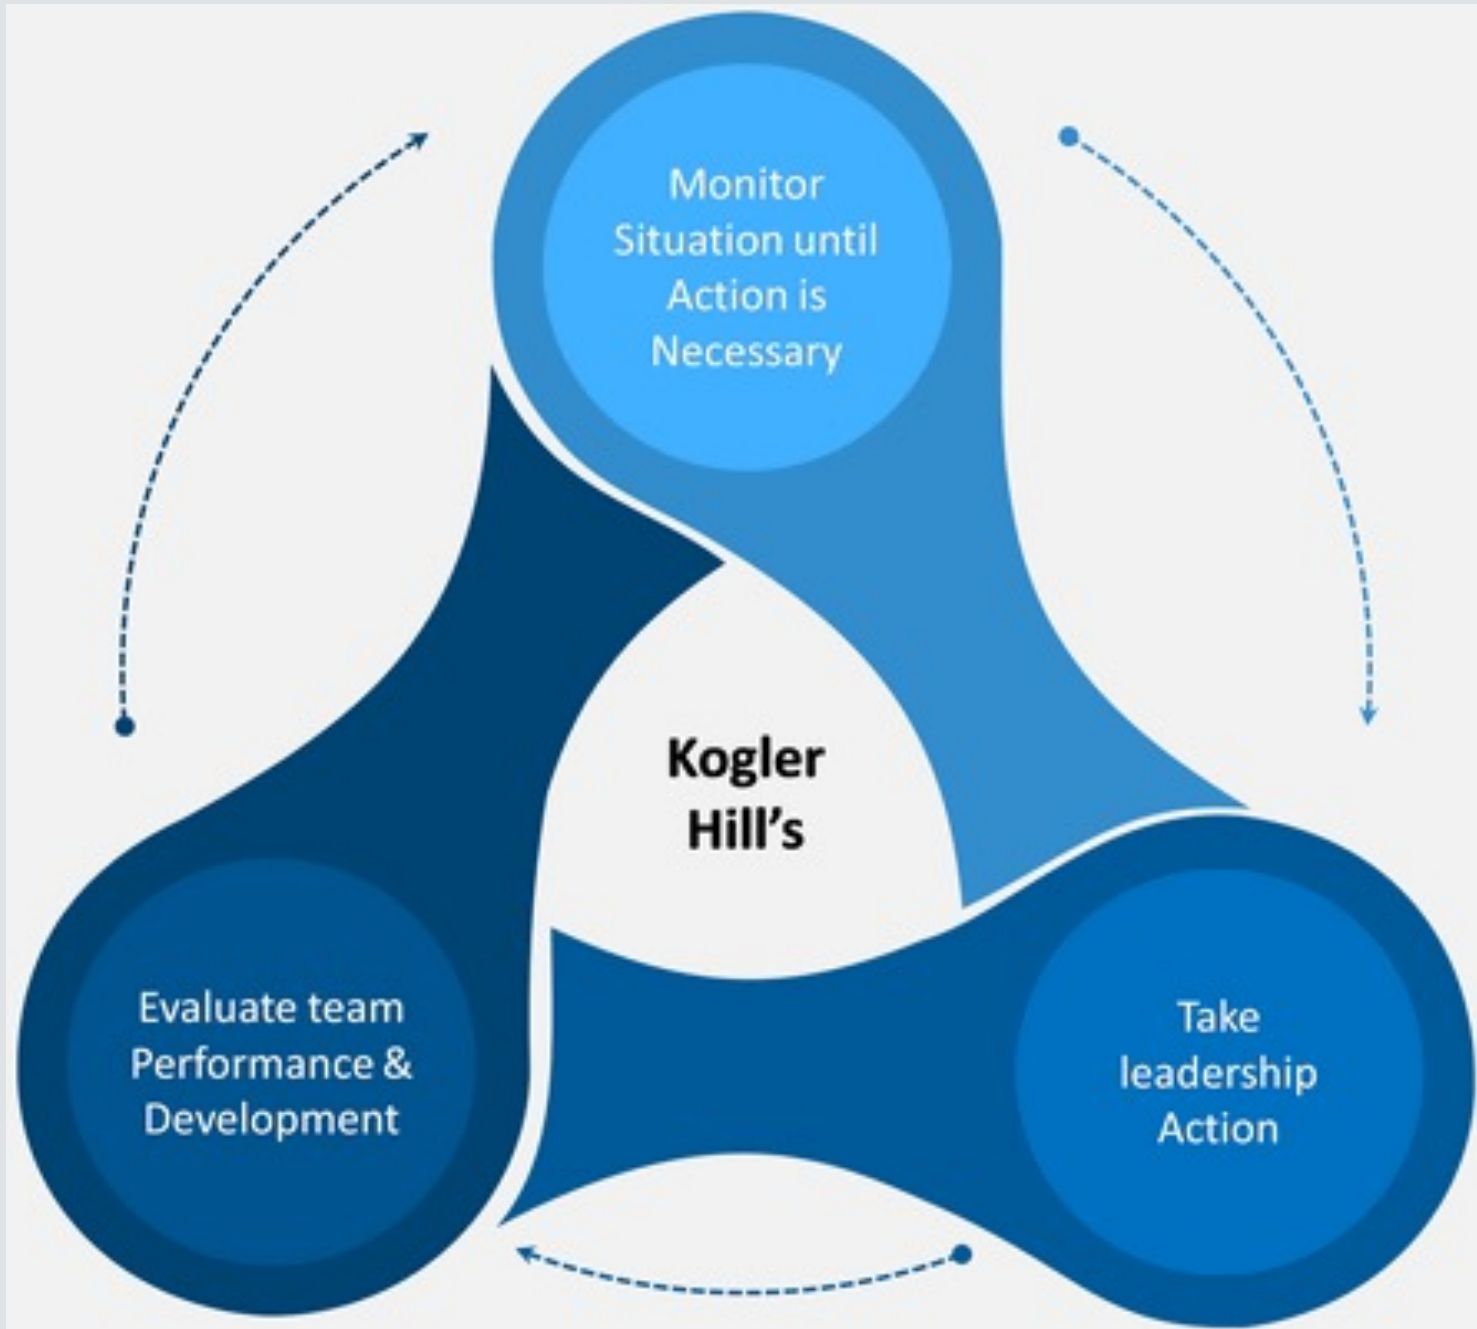 Monitor
Situation until
Action is
Necessary
Kogler
Hill’s
Evaluate team
Performance &
Development
Take
leadership
Action